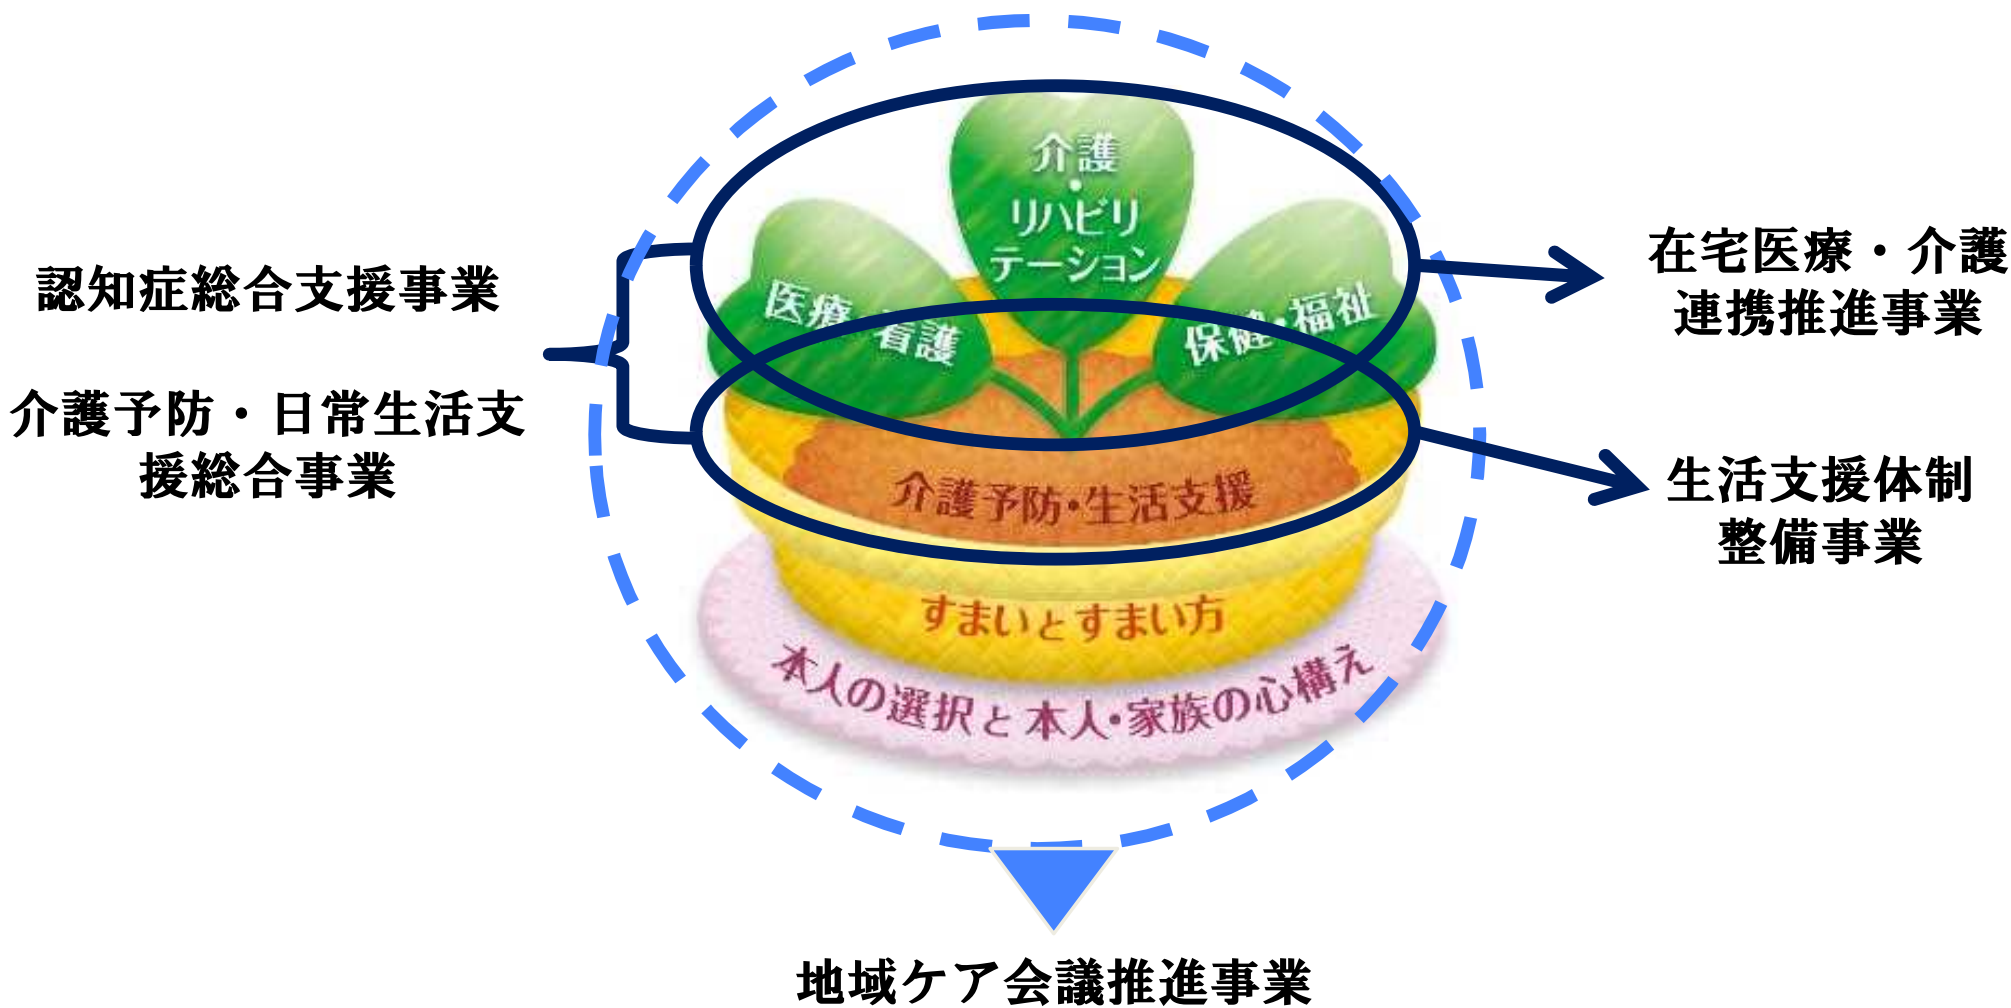 介護
・
リハビリ
テーション
医療・看護
保健・福祉
認知症総合支援事業
介護予防・日常生活支
援総合事業
在宅医療・介護
連携推進事業
生活支援体制
整備事業
介護予防・生活支援
すまいとすまい方
本人の選択と本人・家族の心構え
地域ケア会議推進事業